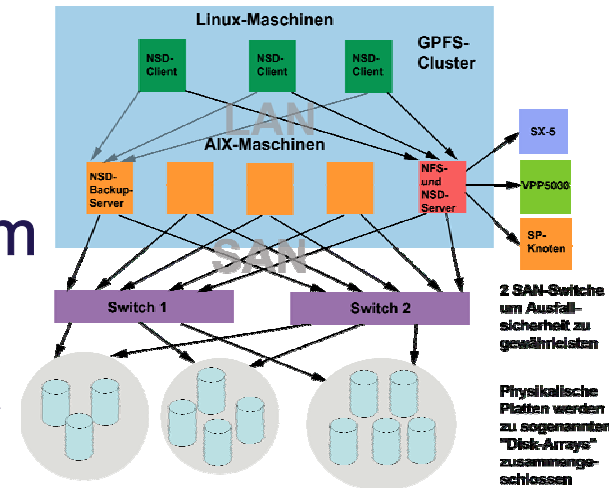 Linux-Maschinen
GPFS-
Cluster
NSD-
Client
NSD-
Client
NSD-
Client
LAN
AIX-Maschinen
NSD-
Backup-
Server
NFS-
und
NSD-
Server
SX-5
VPP5000
SP-
Knoten
m
SAN
Switch 1
Switch 2
2 SAN-Switche
um Ausfall-
sicherheit zu
gewährleisten
Physikalische
Platten werden
zu sogenannten
"Disk-Arrays"
zusammenge-
schlossen